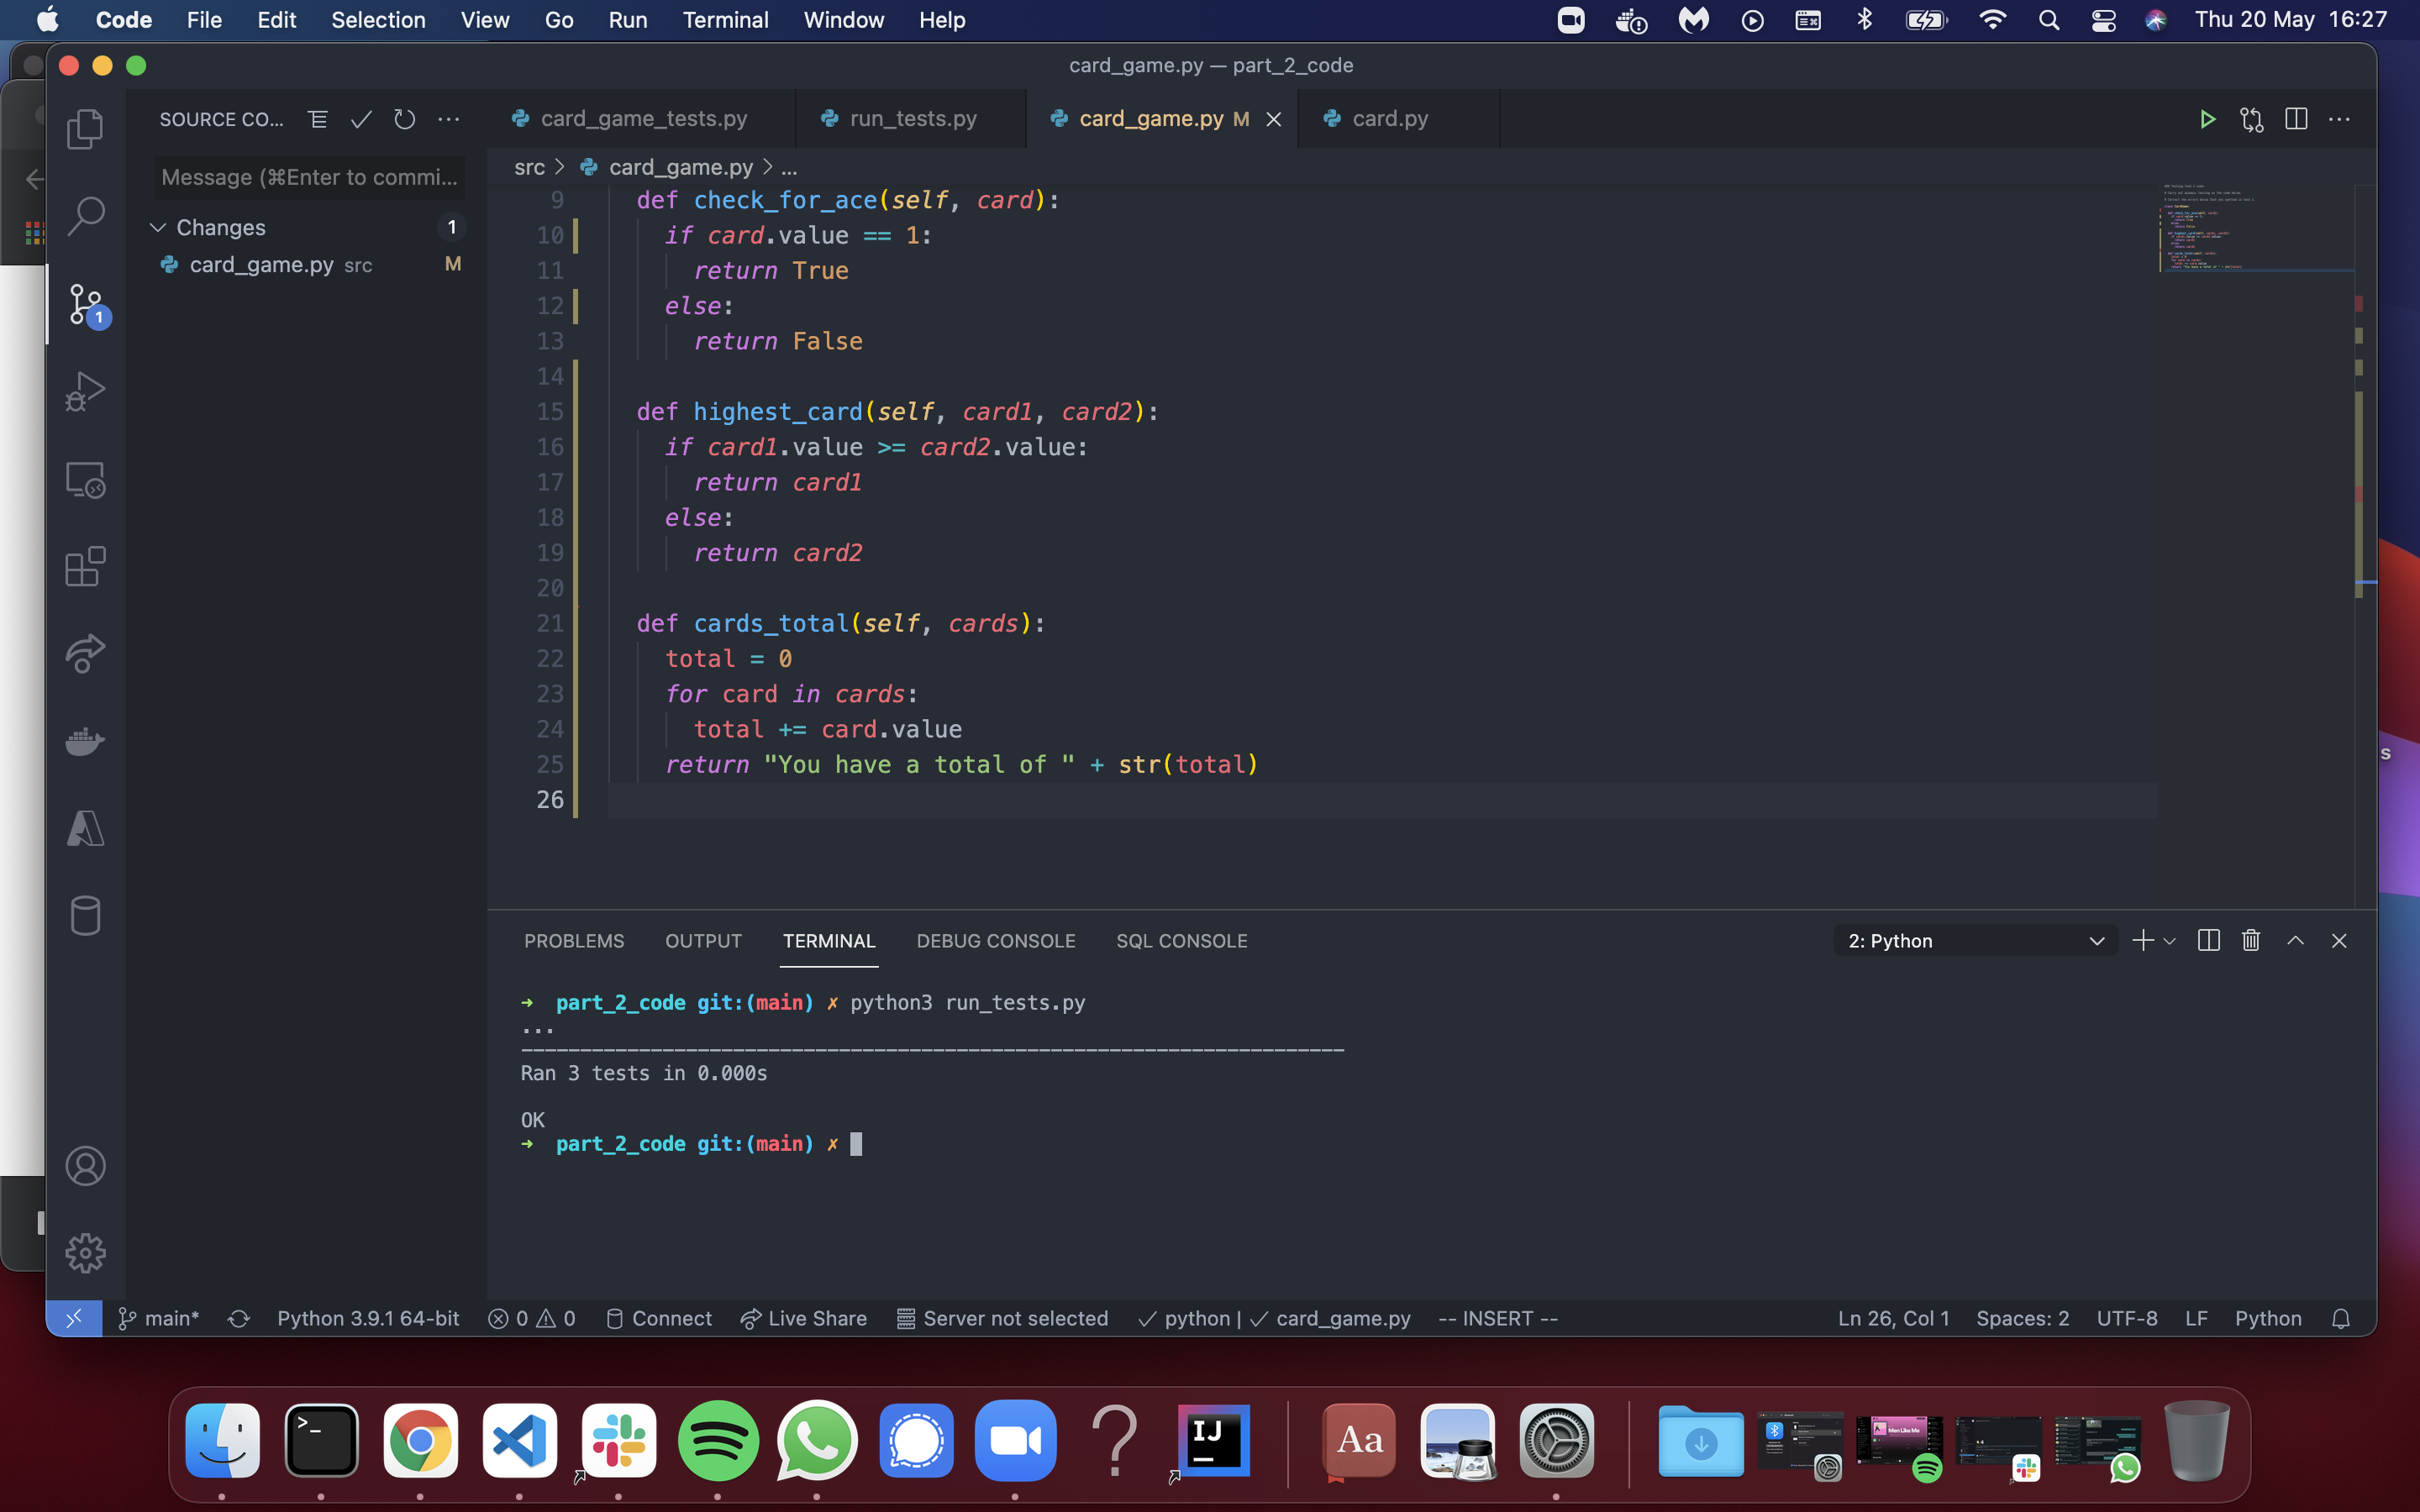 Code File Edit Selection View Go Run Terminal Window Help Thu 20 May 16:27
card_game.py — part_2_code
SOURCE CO...
card_game_tests.py run_tests.py card_game.py M card.py
Message (⌘Enter to commi...
src > card_game.py > ...
Changes 1
card_game.py src M
1
9 def check_for_ace(self, card):
10 if card.value == 1:
11 return True
12 else:
13 return False
14
15 def highest_card(self, card1, card2):
16 if card1.value >= card2.value:
17 return card1
18 else:
19 return card2
20
21 def cards_total(self, cards):
22 total = 0
23 for card in cards:
24 total += card.value
25 return "You have a total of " + str(total)
26
s
PROBLEMS OUTPUT TERMINAL DEBUG CONSOLE SQL CONSOLE 2: Python
➜ part_2_code git:(main) ✗ python3 run_tests.py
...
----------------------------------------------------------------------
Ran 3 tests in 0.000s
OK
➜ part_2_code git:(main) ✗
main* Python 3.9.1 64-bit 0 0 Connect Live Share Server not selected python | card_game.py -- INSERT -- Ln 26, Col 1 Spaces: 2 UTF-8 LF Python
>_ IJ Aa Men Like Me